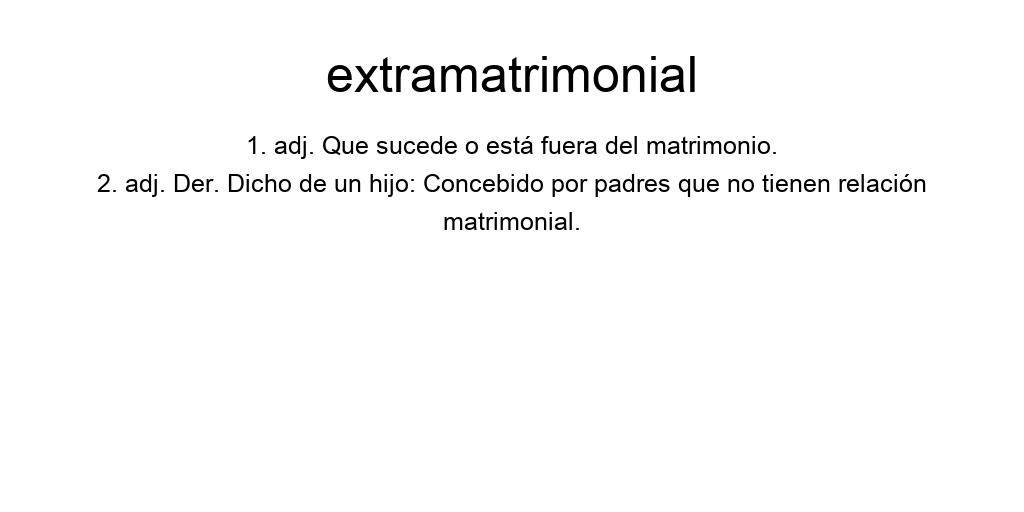 extramatrimonial
1. adj. Que sucede o está fuera del matrimonio.
2. adj. Der. Dicho de un hijo: Concebido por padres que no tienen relación
matrimonial.